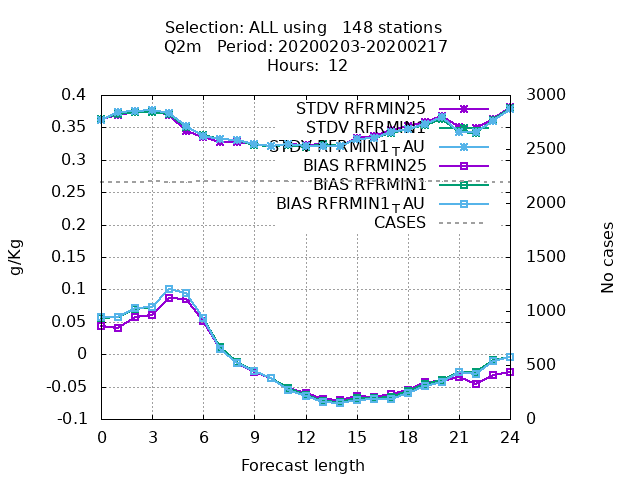 Selection: ALL using   148 stations
Q2m   Period: 20200203-20200217
Hours:  12
0.4
0.35
0.3
0.25
0.2
0.15
0.1
0.05
0
-0.05
-0.1
3000
2500
2000
1500
1000
500
0
STDV RFRMIN25
STDV RFRMIN1
STDV RFRMIN1TAU
BIAS RFRMIN25
BIAS RFRMIN1
BIAS RFRMIN1TAU
CASES
g/Kg
No cases
0 3 6 9 12 15 18 21 24
Forecast length